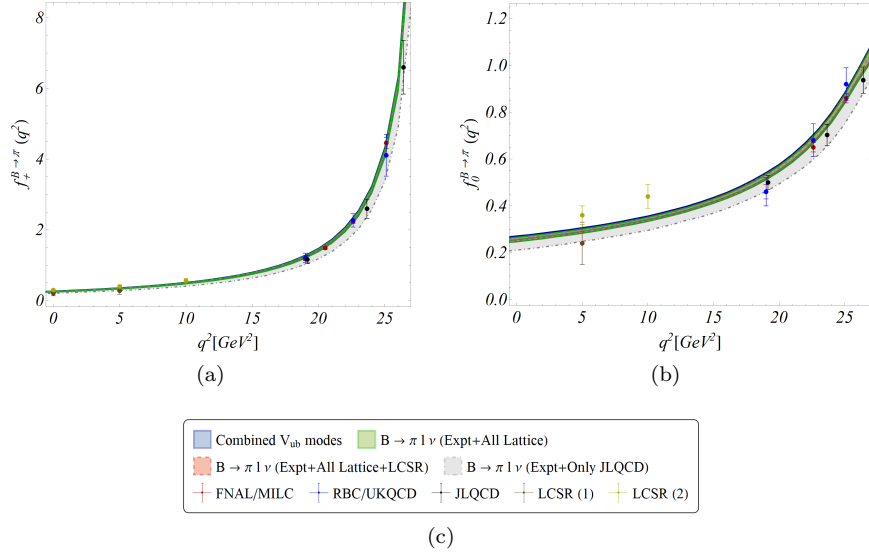 8
6
4
2
0
f_+^{B→π}(q^2)
0 5 10 15 20 25
q^2[GeV^2]
(a)
1.2
1.0
0.8
0.6
0.4
0.2
0.0
f_0^{B→π}(q^2)
0 5 10 15 20 25
q^2[GeV^2]
(b)
Combined V_{ub} modes B → π l ν (Expt+All Lattice)
B → π l ν (Expt+All Lattice+LCSR) B → π l ν (Expt+Only JLQCD)
FNAL/MILC RBC/UKQCD JLQCD LCSR (1) LCSR (2)
(c)